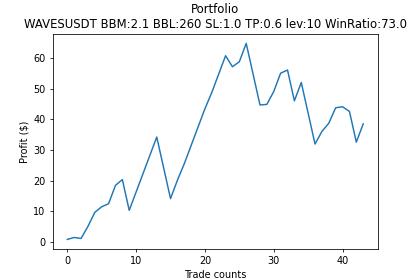 Portfolio
WAVESUSDT BBM:2.1 BBL:260 SL:1.0 TP:0.6 lev:10 WinRatio:73.0
60
50
40
30
20
10
0
Profit ($)
0 10 20 30 40
Trade counts